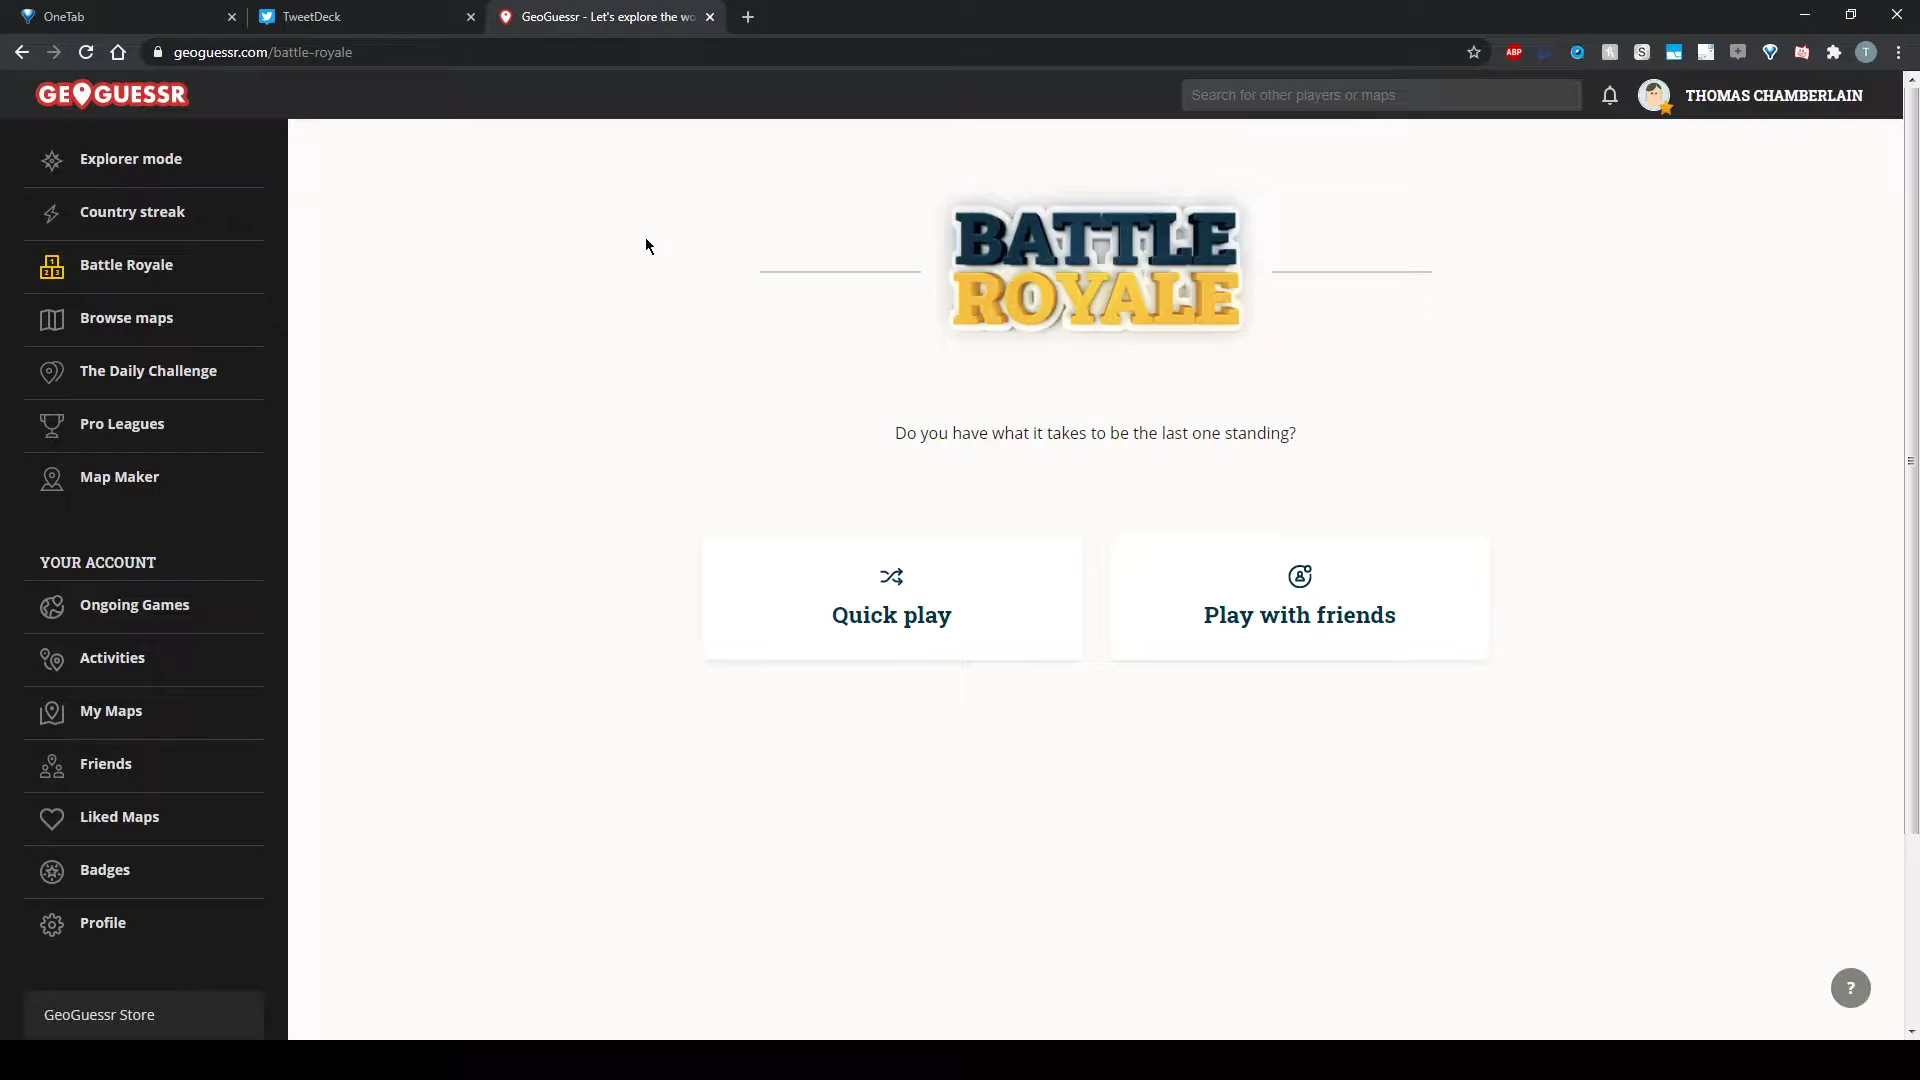 OneTab
TweetDeck
GeoGuessr - Let's explore the wo
geoguessr.com/battle-royale
ABP
S
T
GEOGUESSR
Search for other players or maps
THOMAS CHAMBERLAIN
Explorer mode
Country streak
Battle Royale
Browse maps
The Daily Challenge
Pro Leagues
Map Maker
YOUR ACCOUNT
Ongoing Games
Activities
My Maps
Friends
Liked Maps
Badges
Profile
GeoGuessr Store
BATTLE
ROYALE
Do you have what it takes to be the last one standing?
Quick play
Play with friends
?